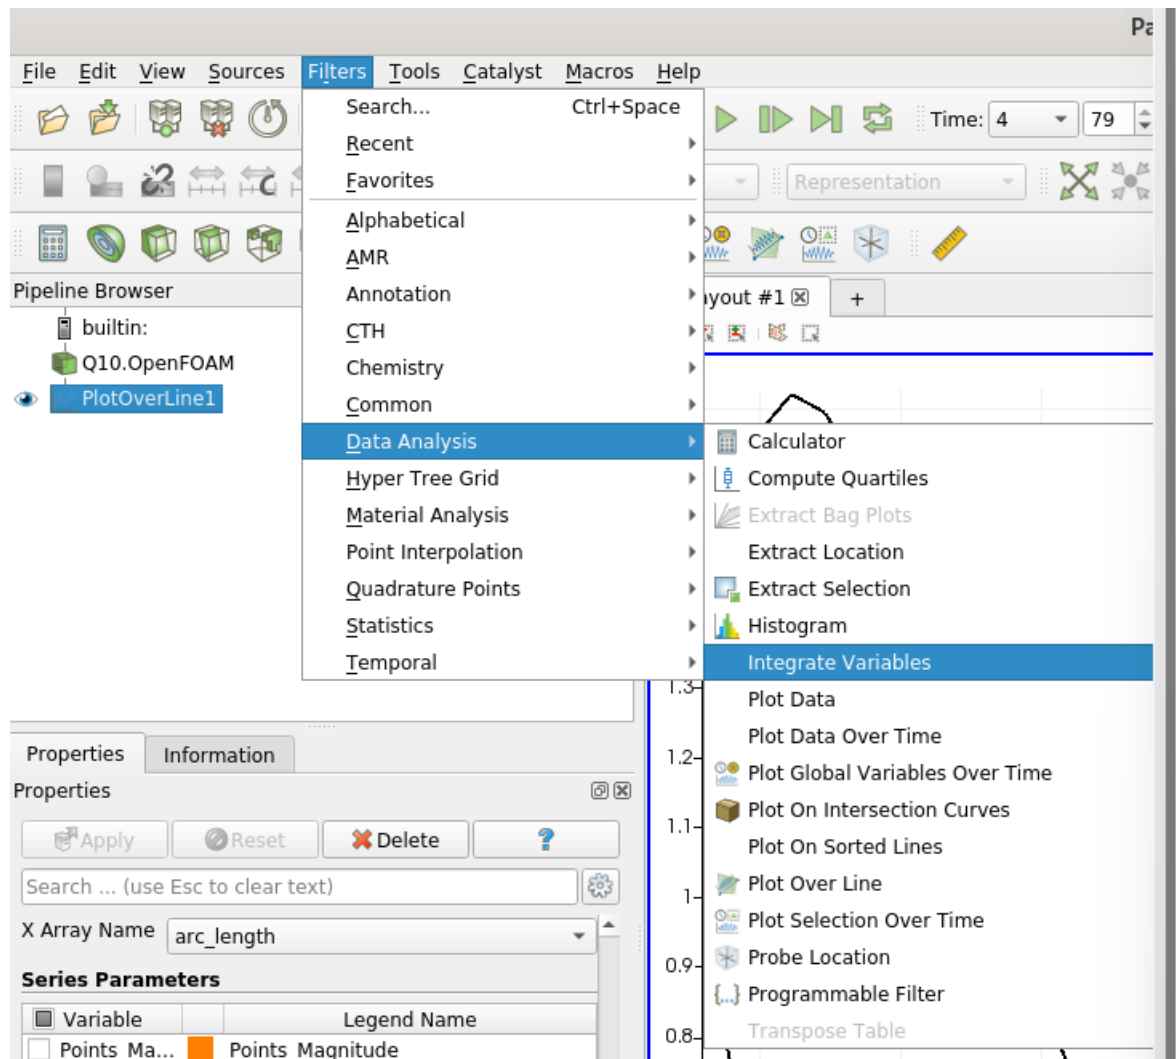 Pa
File Edit View Sources Filters Tools Catalyst Macros Help
Search... Ctrl+Space
Recent
Favorites
Alphabetical
AMR
Annotation
CTH
Chemistry
Common
Data Analysis
Hyper Tree Grid
Material Analysis
Point Interpolation
Quadrature Points
Statistics
Temporal
Time: 4 79
Representation
Pipeline Browser
builtin:
Q10.OpenFOAM
PlotOverLine1
yout #1 +
Calculator
Compute Quartiles
Extract Bag Plots
Extract Location
Extract Selection
Histogram
Integrate Variables
Plot Data
Plot Data Over Time
Plot Global Variables Over Time
Plot On Intersection Curves
Plot On Sorted Lines
Plot Over Line
Plot Selection Over Time
Probe Location
{...} Programmable Filter
Transpose Table
1.3
1.2
1.1
1
0.9
0.8
Properties Information
Properties
Apply Reset Delete ?
Search ... (use Esc to clear text)
X Array Name arc_length
Series Parameters
Variable Legend Name
Points_Ma... Points_Magnitude